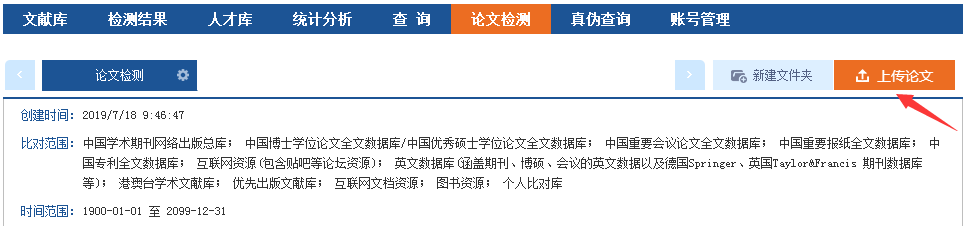 文献库 检测结果 人才库 统计分析 查 询 论文检测 真伪查询 账号管理
论文检测 新建文件夹 上传论文
创建时间: 2019/7/18 9:46:47
比对范围: 中国学术期刊网络出版总库; 中国博士学位论文全文数据库/中国优秀硕士学位论文全文数据库; 中国重要会议论文全文数据库; 中国重要报纸全文数据库; 中
国专利全文数据库; 互联网资源(包含贴吧等论坛资源); 英文数据库(涵盖期刊、博硕、会议的英文数据以及德国Springer、英国Taylor&Francis 期刊数据库
等); 港澳台学术文献库; 优先出版文献库; 互联网文档资源; 图书资源; 个人比对库
时间范围: 1900-01-01 至 2099-12-31